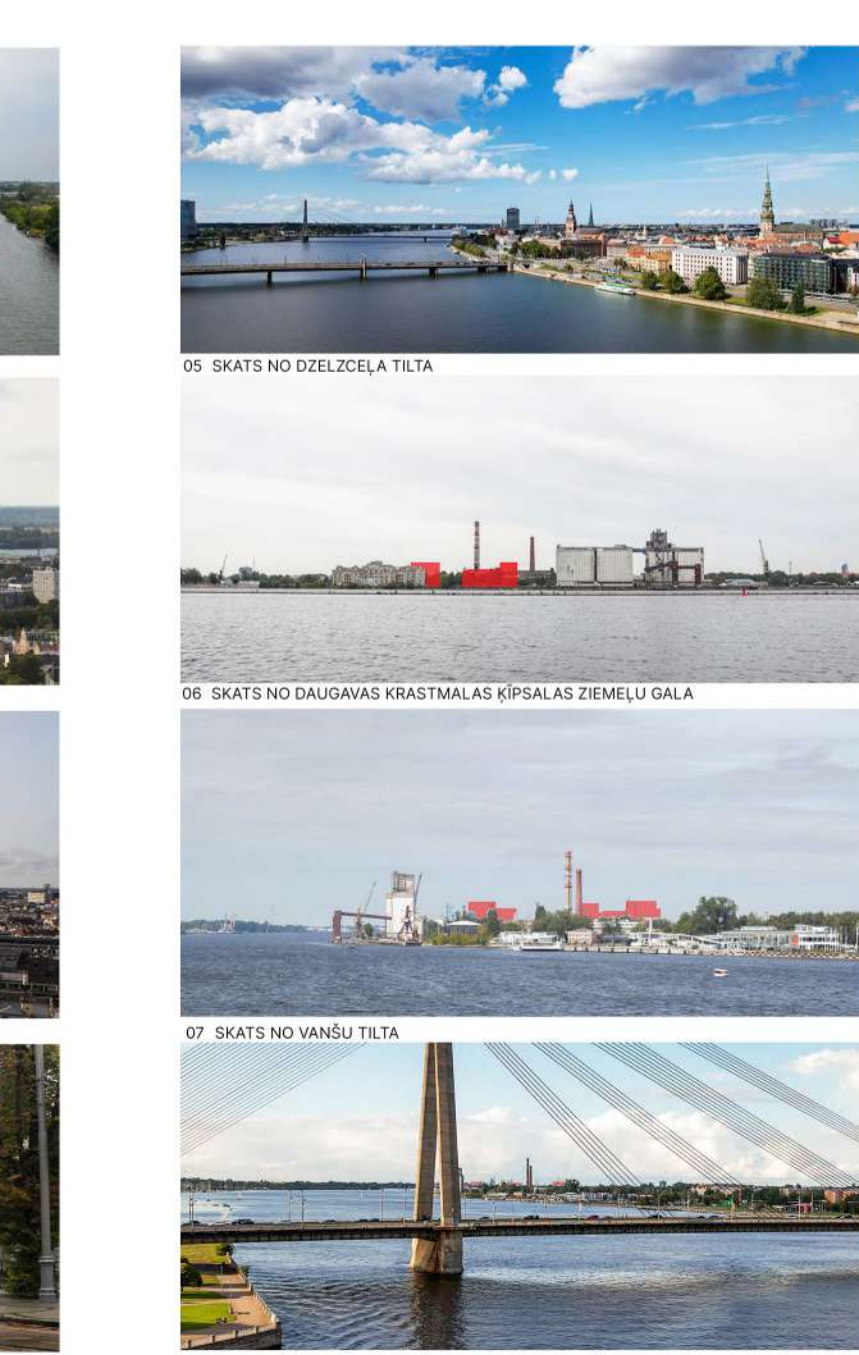 05 SKATS NO DZELZCEĻA TILTA
06 SKATS NO DAUGAVAS KRASTMALAS ĶĪPSALAS ZIEMEĻU GALA
07 SKATS NO VANŠU TILTA